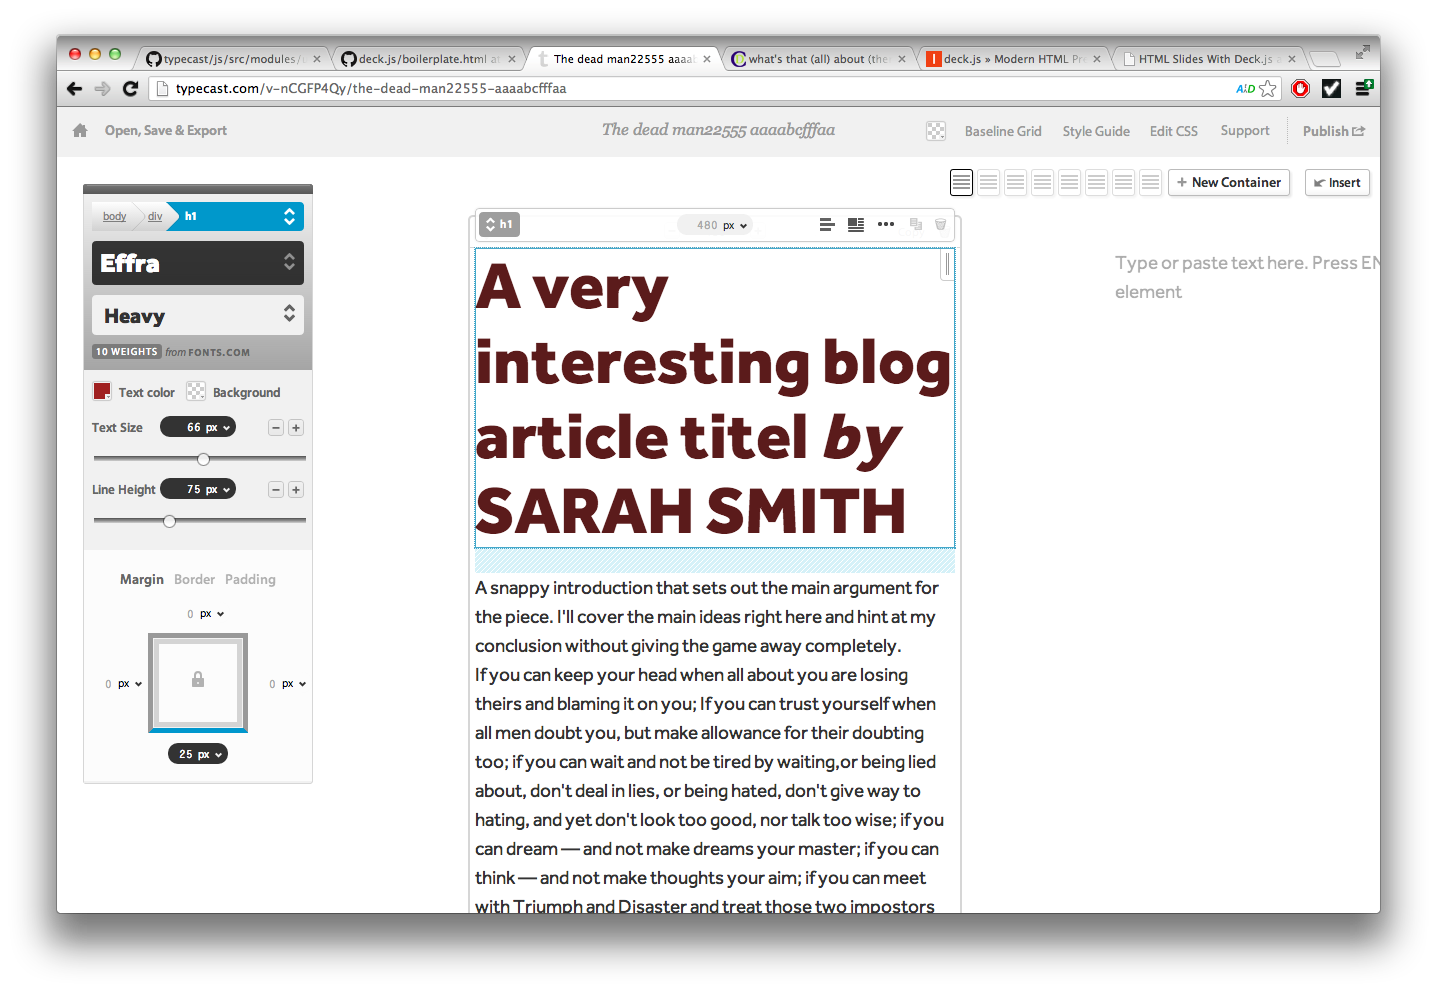 typecast/js/src/modules/
deck.js/boilerplate.html at
The dead man22555 aaaab
what's that (all) about (the
deck.js » Modern HTML Pre
HTML Slides With Deck.js a
typecast.com/v-nCGFP4Qy/the-dead-man22555-aaaabcfffaa
Open, Save & Export
The dead man22555 aaaabcfffaa
Baseline Grid
Style Guide
Edit CSS
Support
Publish
+ New Container
Insert
body
div
h1
Effra
Heavy
10 WEIGHTS from FONTS.COM
Text color
Background
Text Size
66 px
Line Height
75 px
Margin
Border
Padding
0 px
0 px
0 px
25 px
h1
480 px
A very
interesting blog
article titel by
SARAH SMITH
A snappy introduction that sets out the main argument for
the piece. I'll cover the main ideas right here and hint at my
conclusion without giving the game away completely.
If you can keep your head when all about you are losing
theirs and blaming it on you; If you can trust yourself when
all men doubt you, but make allowance for their doubting
too; if you can wait and not be tired by waiting,or being lied
about, don't deal in lies, or being hated, don't give way to
hating, and yet don't look too good, nor talk too wise; if you
can dream — and not make dreams your master; if you can
think — and not make thoughts your aim; if you can meet
with Triumph and Disaster and treat those two impostors
Type or paste text here. Press EN
element